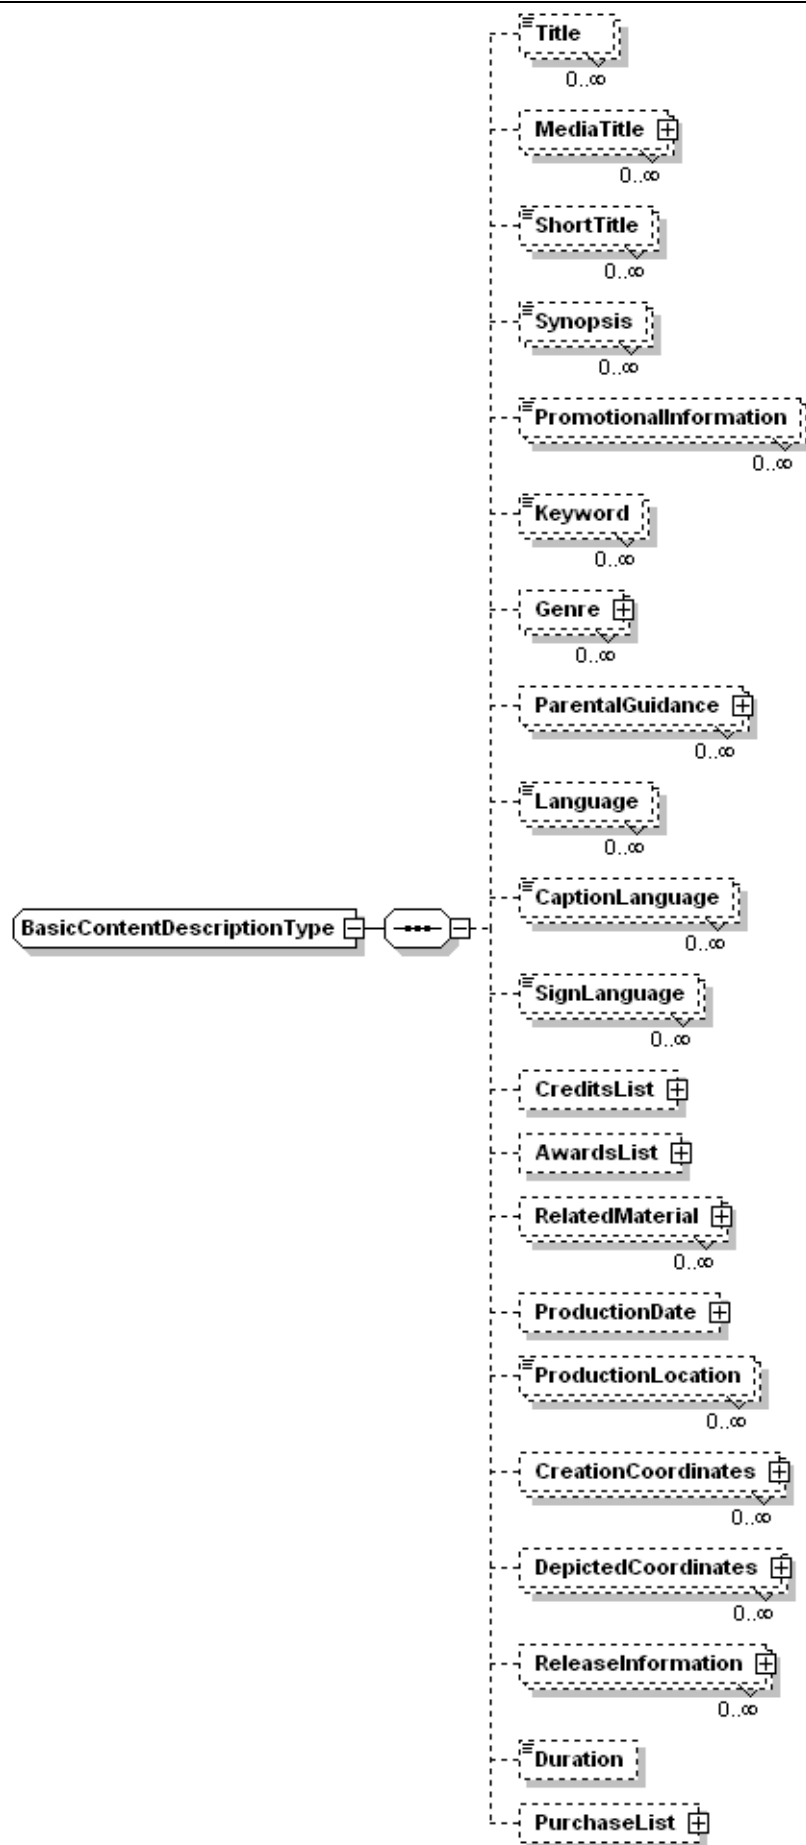 Title
0..∞
MediaTitle
0..∞
ShortTitle
0..∞
Synopsis
0..∞
PromotionalInformation
0..∞
Keyword
0..∞
Genre
0..∞
ParentalGuidance
0..∞
Language
0..∞
CaptionLanguage
0..∞
BasicContentDescriptionType
SignLanguage
0..∞
CreditsList
AwardsList
RelatedMaterial
0..∞
ProductionDate
ProductionLocation
0..∞
CreationCoordinates
0..∞
DepictedCoordinates
0..∞
ReleaseInformation
0..∞
Duration
PurchaseList